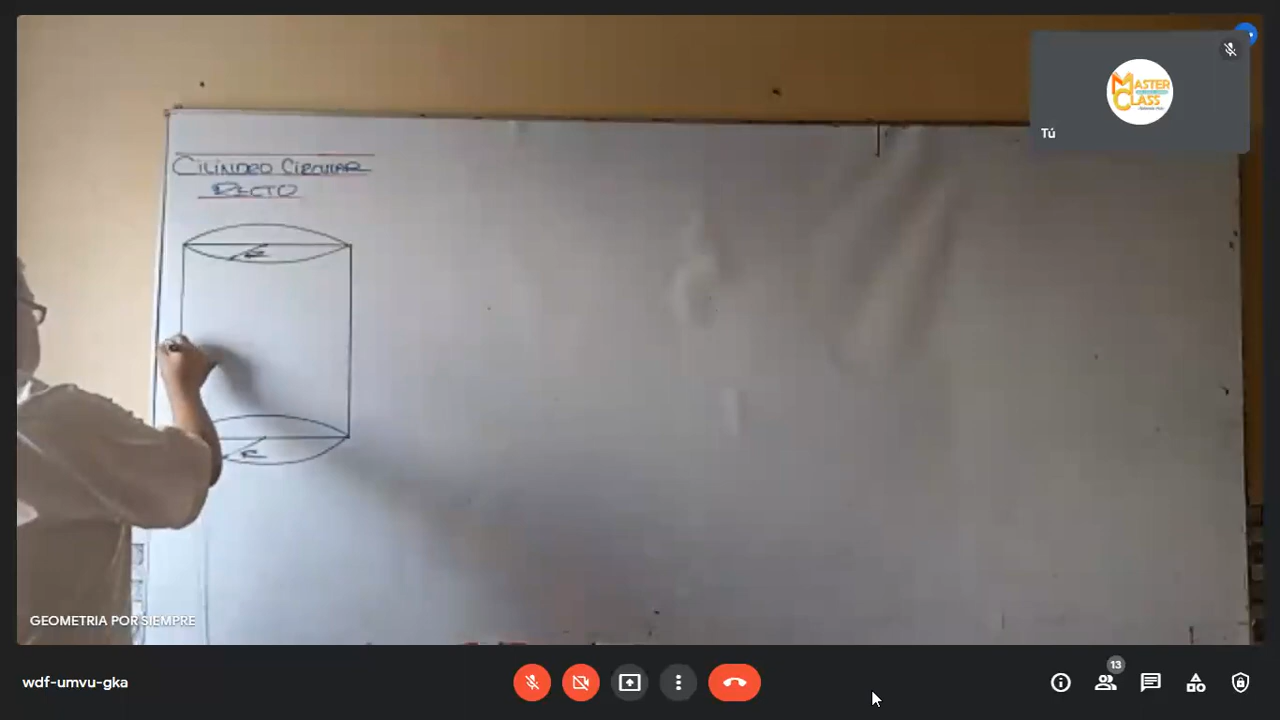 MASTER
CLASS
Tú
CILINDRO CIRCULAR
RECTO
R
R
GEOMETRIA POR SIEMPRE
wdf-umvu-gka
13